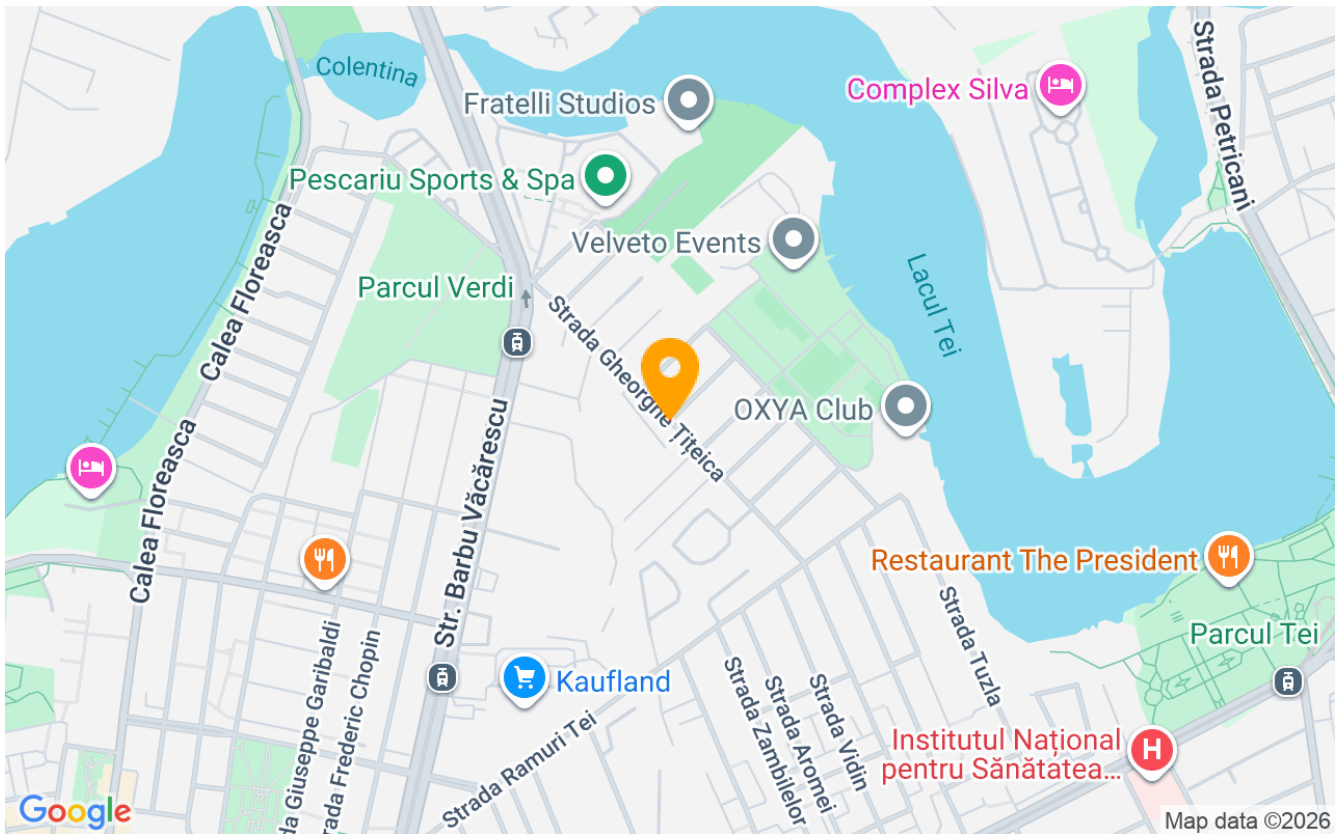 Colentina
Fratelli Studios
Complex Silva
Strada Petricani
Pescariu Sports & Spa
Calea Floreasca
Velveto Events
Parcul Verdi
Lacul Tei
Strada Gheorghe Țițeica
OXYA Club
Calea Floreasca
Str. Barbu Văcărescu
Restaurant The President
Strada Tuzla
Parcul Tei
Kaufland
da Giuseppe Garibaldi
trada Frederic Chopin
Strada Ramuri Tei
Strada Zambilelor
Strada Aromei
Strada Vidin
Institutul Național
pentru Sănătatea...
H
Google
Map data ©2026